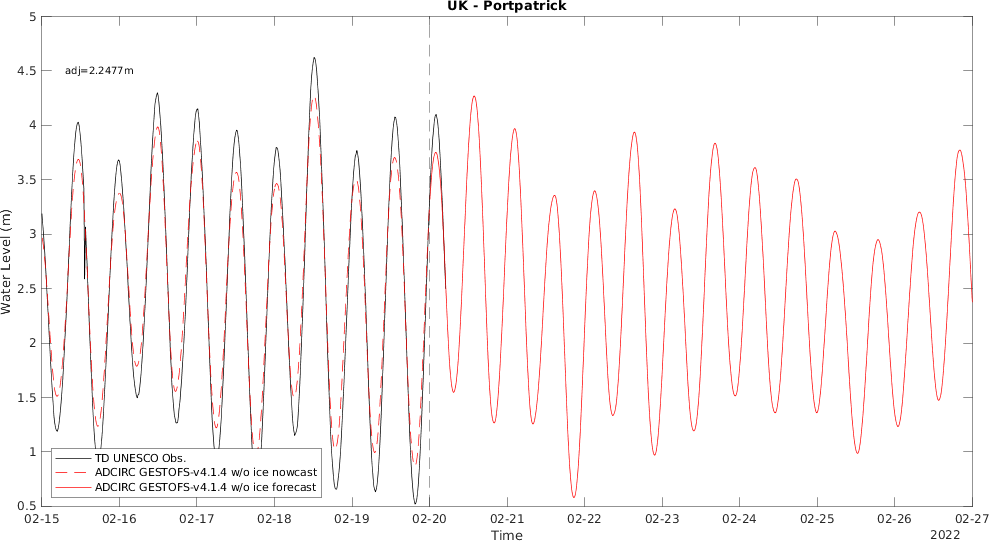 UK - Portpatrick
5
4.5
4
3.5
3
2.5
2
1.5
1
0.5
Water Level (m)
adj=2.2477m
TD UNESCO Obs.
ADCIRC GESTOFS-v4.1.4 w/o ice nowcast
ADCIRC GESTOFS-v4.1.4 w/o ice forecast
02-15 02-16 02-17 02-18 02-19 02-20 02-21 02-22 02-23 02-24 02-25 02-26 02-27
Time
2022